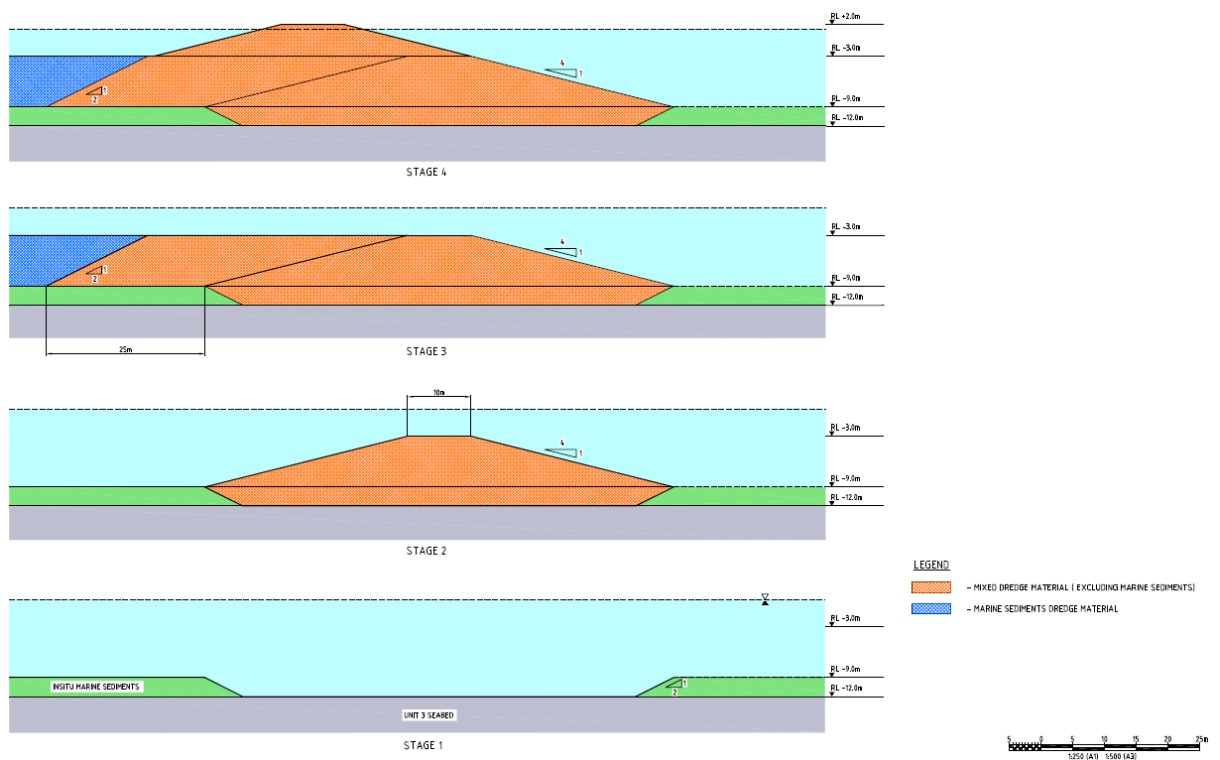 RL +2.0m
RL -3.0m
4
1
1
2
RL -9.0m
RL -12.0m
STAGE 4
RL -3.0m
4
1
1
2
RL -9.0m
RL -12.0m
25m
STAGE 3
10m
RL -3.0m
4
1
RL -9.0m
RL -12.0m
STAGE 2
LEGEND
- MIXED DREDGE MATERIAL ( EXCLUDING MARINE SEDIMENTS)
- MARINE SEDIMENTS DREDGE MATERIAL
RL -3.0m
RL -9.0m
INSITU MARINE SEDIMENTS
1
2
RL -12.0m
UNIT 3 SEABED
STAGE 1
5 0 5 10 15 20 25m
1:250 (A1) 1:500 (A3)